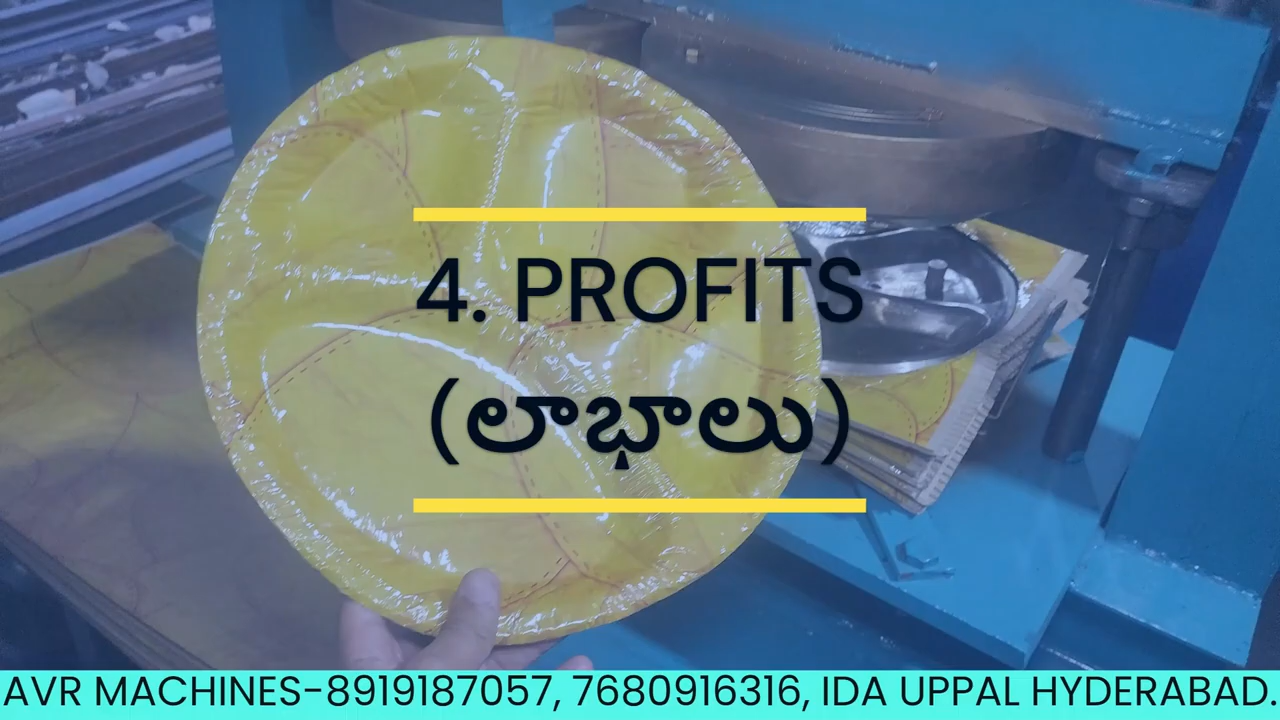 4. PROFITS
(లాభాలు)
AVR MACHINES-8919187057, 7680916316, IDA UPPAL HYDERABAD.